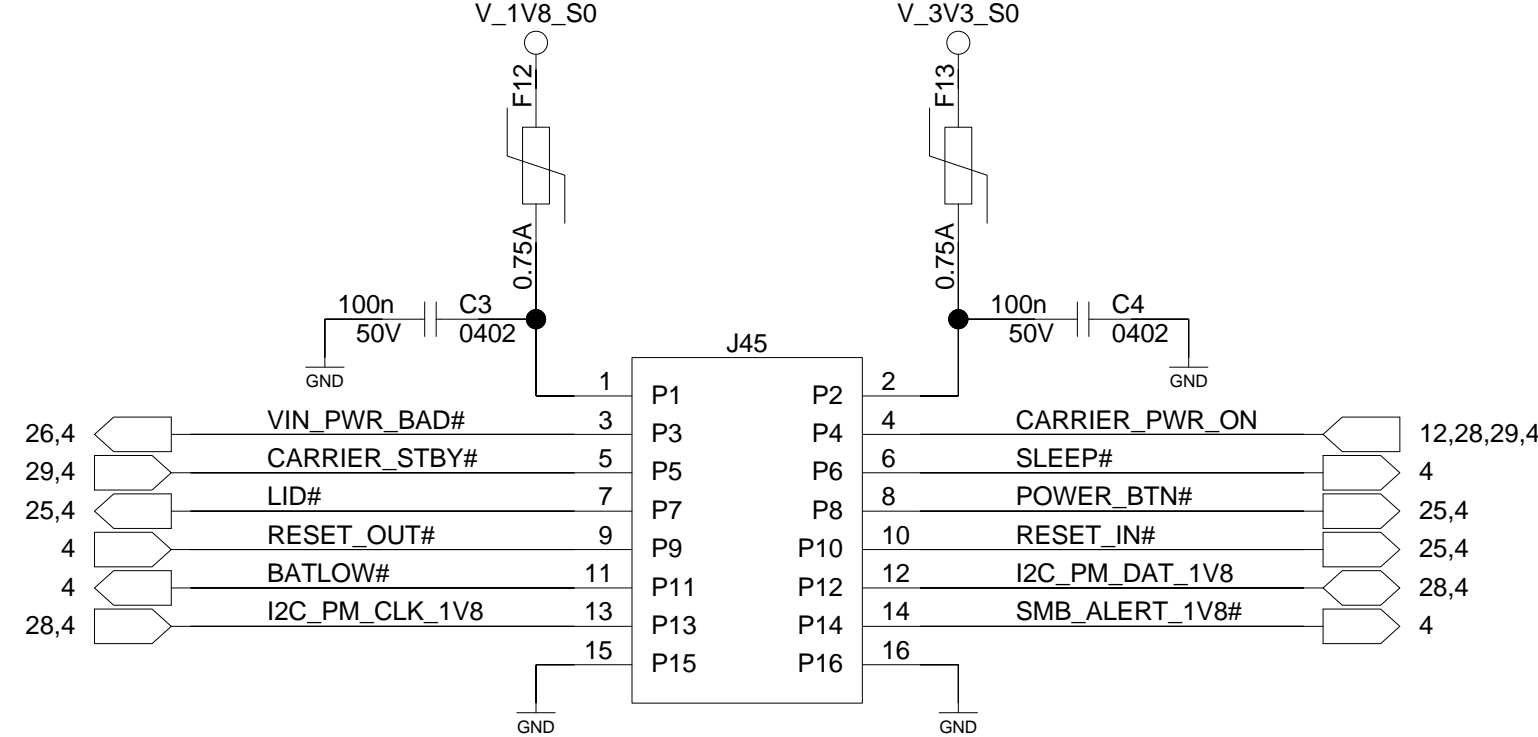 V_1V8_S0 V_3V3_S0
F12 F13
0.75A 0.75A
100n C3 100n C4
50V 0402 50V 0402
J45
GND GND
1 P1 P2 2
26,4 VIN_PWR_BAD# 3 P3 P4 4 CARRIER_PWR_ON 12,28,29,4
29,4 CARRIER_STBY# 5 P5 P6 6 SLEEP# 4
25,4 LID# 7 P7 P8 8 POWER_BTN# 25,4
4 RESET_OUT# 9 P9 P10 10 RESET_IN# 25,4
4 BATLOW# 11 P11 P12 12 I2C_PM_DAT_1V8 28,4
28,4 I2C_PM_CLK_1V8 13 P13 P14 14 SMB_ALERT_1V8# 4
15 P15 P16 16
GND GND